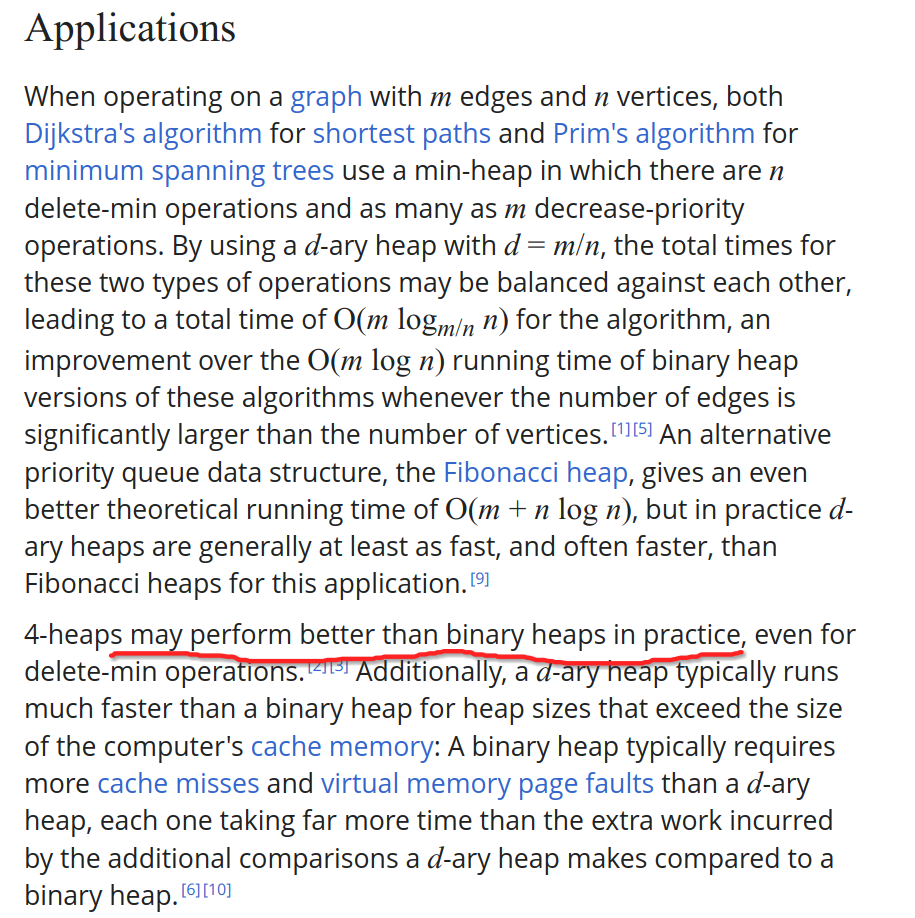 Applications
When operating on a graph with m edges and n vertices, both
Dijkstra's algorithm for shortest paths and Prim's algorithm for
minimum spanning trees use a min-heap in which there are n
delete-min operations and as many as m decrease-priority
operations. By using a d-ary heap with d = m/n, the total times for
these two types of operations may be balanced against each other,
leading to a total time of O(m log_{m/n} n) for the algorithm, an
improvement over the O(m log n) running time of binary heap
versions of these algorithms whenever the number of edges is
significantly larger than the number of vertices.[1][5] An alternative
priority queue data structure, the Fibonacci heap, gives an even
better theoretical running time of O(m + n log n), but in practice d-
ary heaps are generally at least as fast, and often faster, than
Fibonacci heaps for this application.[9]
4-heaps may perform better than binary heaps in practice, even for
delete-min operations.[2][3] Additionally, a d-ary heap typically runs
much faster than a binary heap for heap sizes that exceed the size
of the computer's cache memory: A binary heap typically requires
more cache misses and virtual memory page faults than a d-ary
heap, each one taking far more time than the extra work incurred
by the additional comparisons a d-ary heap makes compared to a
binary heap.[6][10]